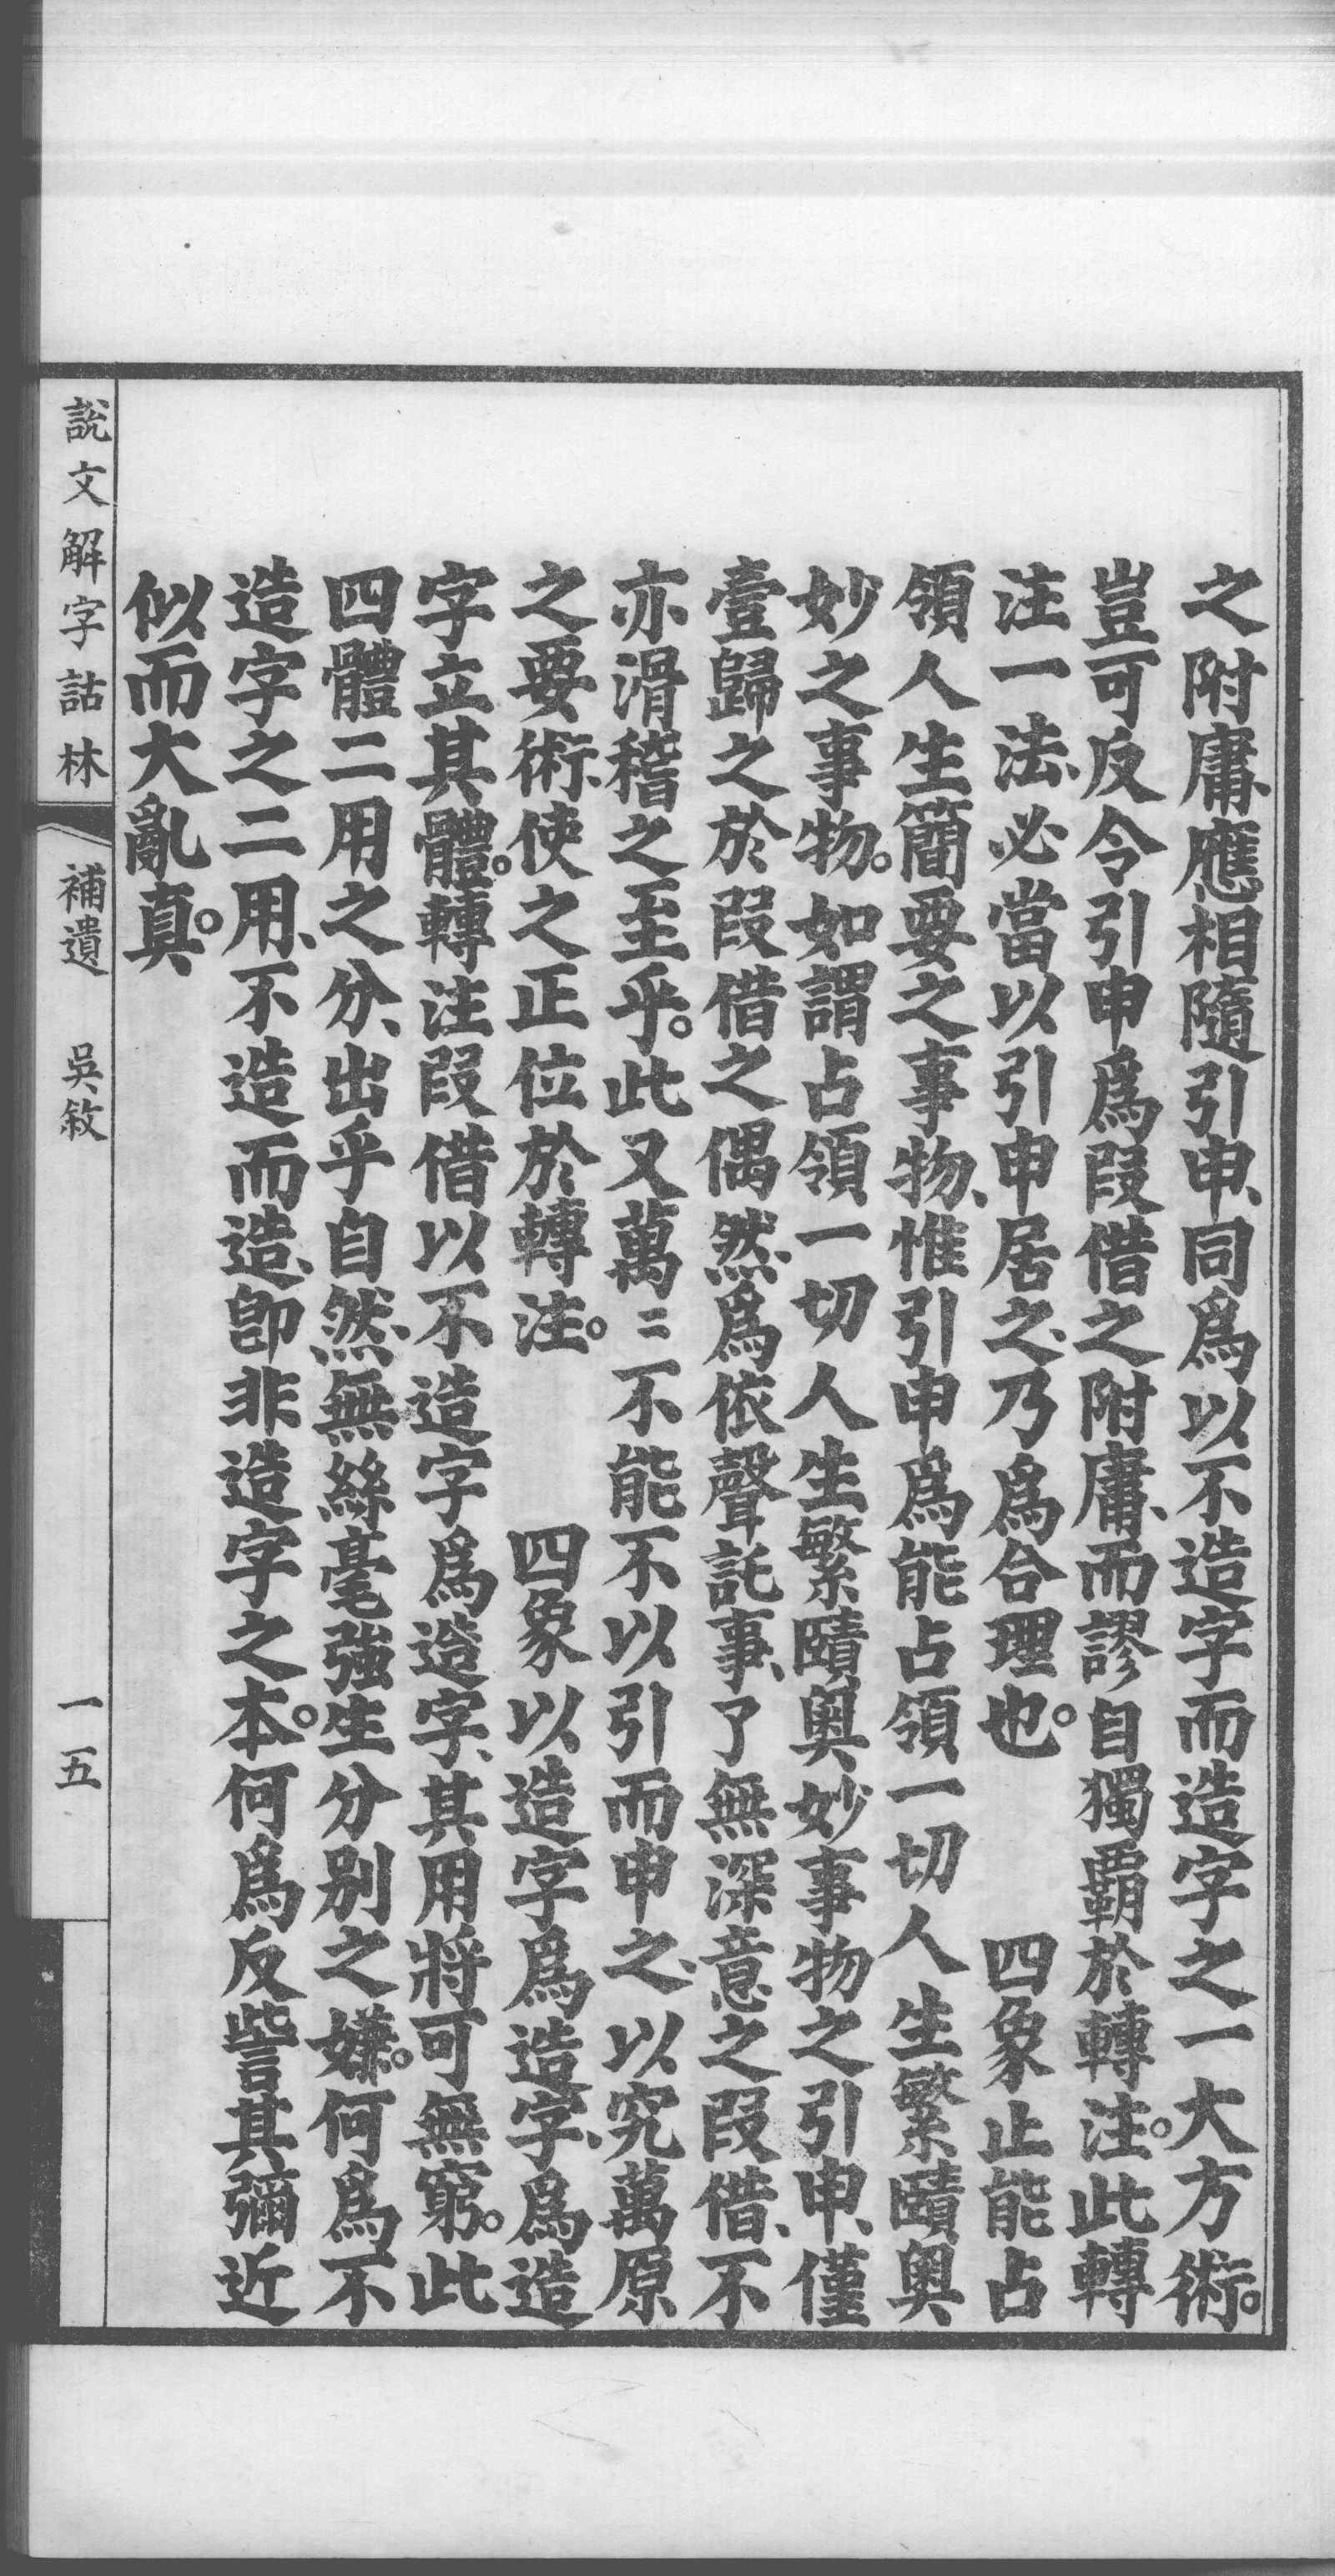 之附庸、應相隨引申、同爲以不造字而造字之一大方術。
豈可反令引申爲叚借之附庸、而謬自獨霸於轉注。此轉
注一法、必當以引申居之、乃爲合理也。　四象止能占
領人生簡要之事物、惟引申爲能占領一切人生繁賾奥
妙之事物。如謂占領一切人生繁賾奥妙事物之引申、僅
壹歸之於叚借之偶然、爲依聲託事、了無深意之叚借、不
亦滑稽之至乎。此又萬〻不能不以引而申之、以究萬原
之要術、使之正位於轉注。　四象以造字爲造字、爲造
字立其體。轉注叚借以不造字爲造字、其用將可無窮。此
四體二用之分、出乎自然、無絲毫強生分別之嫌。何爲不
造字之二用、不造而造、卽非造字之本。何爲反訾其彌近
似而大亂真。
說文解字詁林
補遺　吳敘
一五